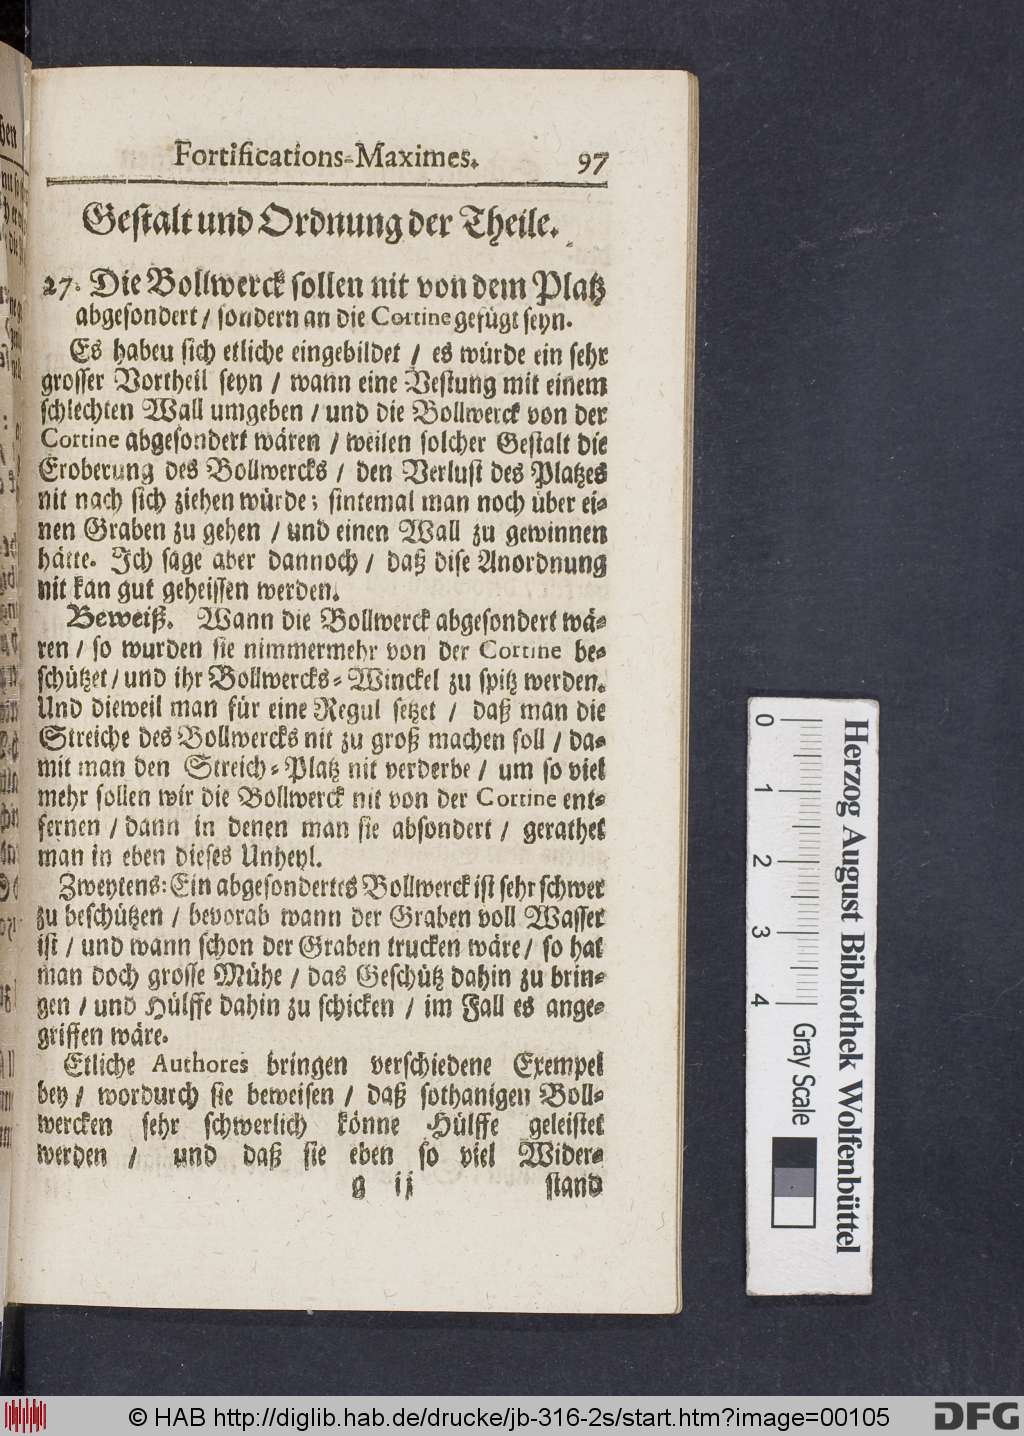 Fortifications-Maximes. 97
Gestalt und Ordnung der Theile.
27. Die Bollwerck sollen nit von dem Platz
abgesondert / sondern an die Cortine gefügt seyn.
Es habeu sich etliche eingebildet / es würde ein sehr
grosser Vortheil seyn / wann eine Vestung mit einem
schlechten Wall umgeben / und die Bollwerck von der
Cortine abgesondert wären / weilen solcher Gestalt die
Eroberung des Bollwercks / den Verlust des Platzes
nit nach sich ziehen würde; sintemal man noch über ei-
nen Graben zu gehen / und einen Wall zu gewinnen
hätte. Ich sage aber dannoch / daß dise Anordnung
nit kan gut geheissen werden.
Beweiß. Wann die Bollwerck abgesondert wä-
ren / so wurden sie nimmermehr von der Cortine be-
schützet / und ihr Bollwercks-Winckel zu spitz werden.
Und dieweil man für eine Regul setzet / daß man die
Streiche des Bollwercks nit zu groß machen soll / da-
mit man den Streich-Platz nit verderbe / um so viel
mehr sollen wir die Bollwerck nit von der Cortine ent-
fernen / dann in denen man sie absondert / gerathet
man in eben dieses Unheyl.
Zweytens: Ein abgesondertes Bollwerck ist sehr schwer
zu beschützen / bevorab wann der Graben voll Wasser
ist / und wann schon der Graben trucken wäre / so hat
man doch grosse Mühe / das Geschütz dahin zu brin-
gen / und Hülffe dahin zu schicken / im Fall es ange-
griffen wäre.
Etliche Authores bringen verschiedene Exempel
bey / wordurch sie beweisen / daß sothanigen Boll-
wercken sehr schwerlich könne Hülffe geleistet
werden / und daß sie eben so viel Wider-
g ij stand
0 1 2 3 4 Gray Scale
Herzog August Bibliothek Wolfenbüttel
© HAB http://diglib.hab.de/drucke/jb-316-2s/start.htm?image=00105
DFG